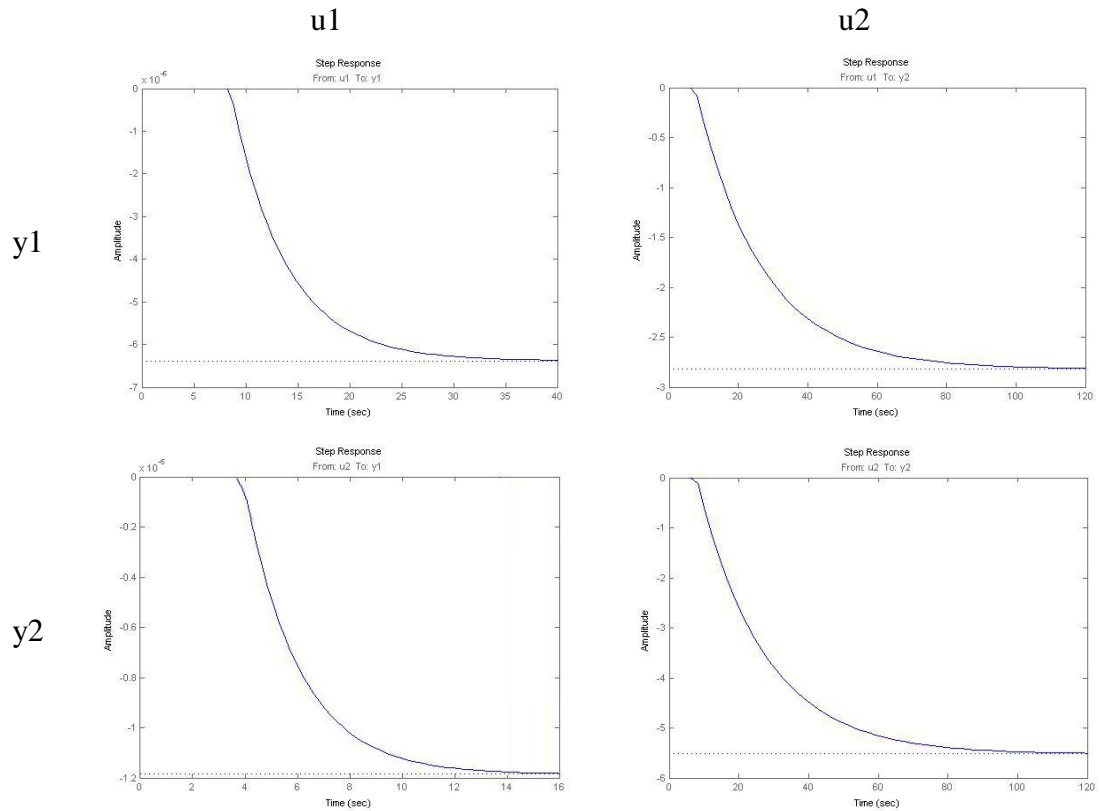 u1
u2
Step Response
From: u1 To: y1
x 10^-6
0
-1
-2
-3
-4
-5
-6
-7
Amplitude
0 5 10 15 20 25 30 35 40
Time (sec)
Step Response
From: u1 To: y2
0
-0.5
-1
-1.5
-2
-2.5
-3
Amplitude
0 20 40 60 80 100 120
Time (sec)
y1
Step Response
From: u2 To: y1
x 10^-5
0
-0.2
-0.4
-0.6
-0.8
-1
-1.2
Amplitude
0 2 4 6 8 10 12 14 16
Time (sec)
Step Response
From: u2 To: y2
0
-1
-2
-3
-4
-5
-6
Amplitude
0 20 40 60 80 100 120
Time (sec)
y2